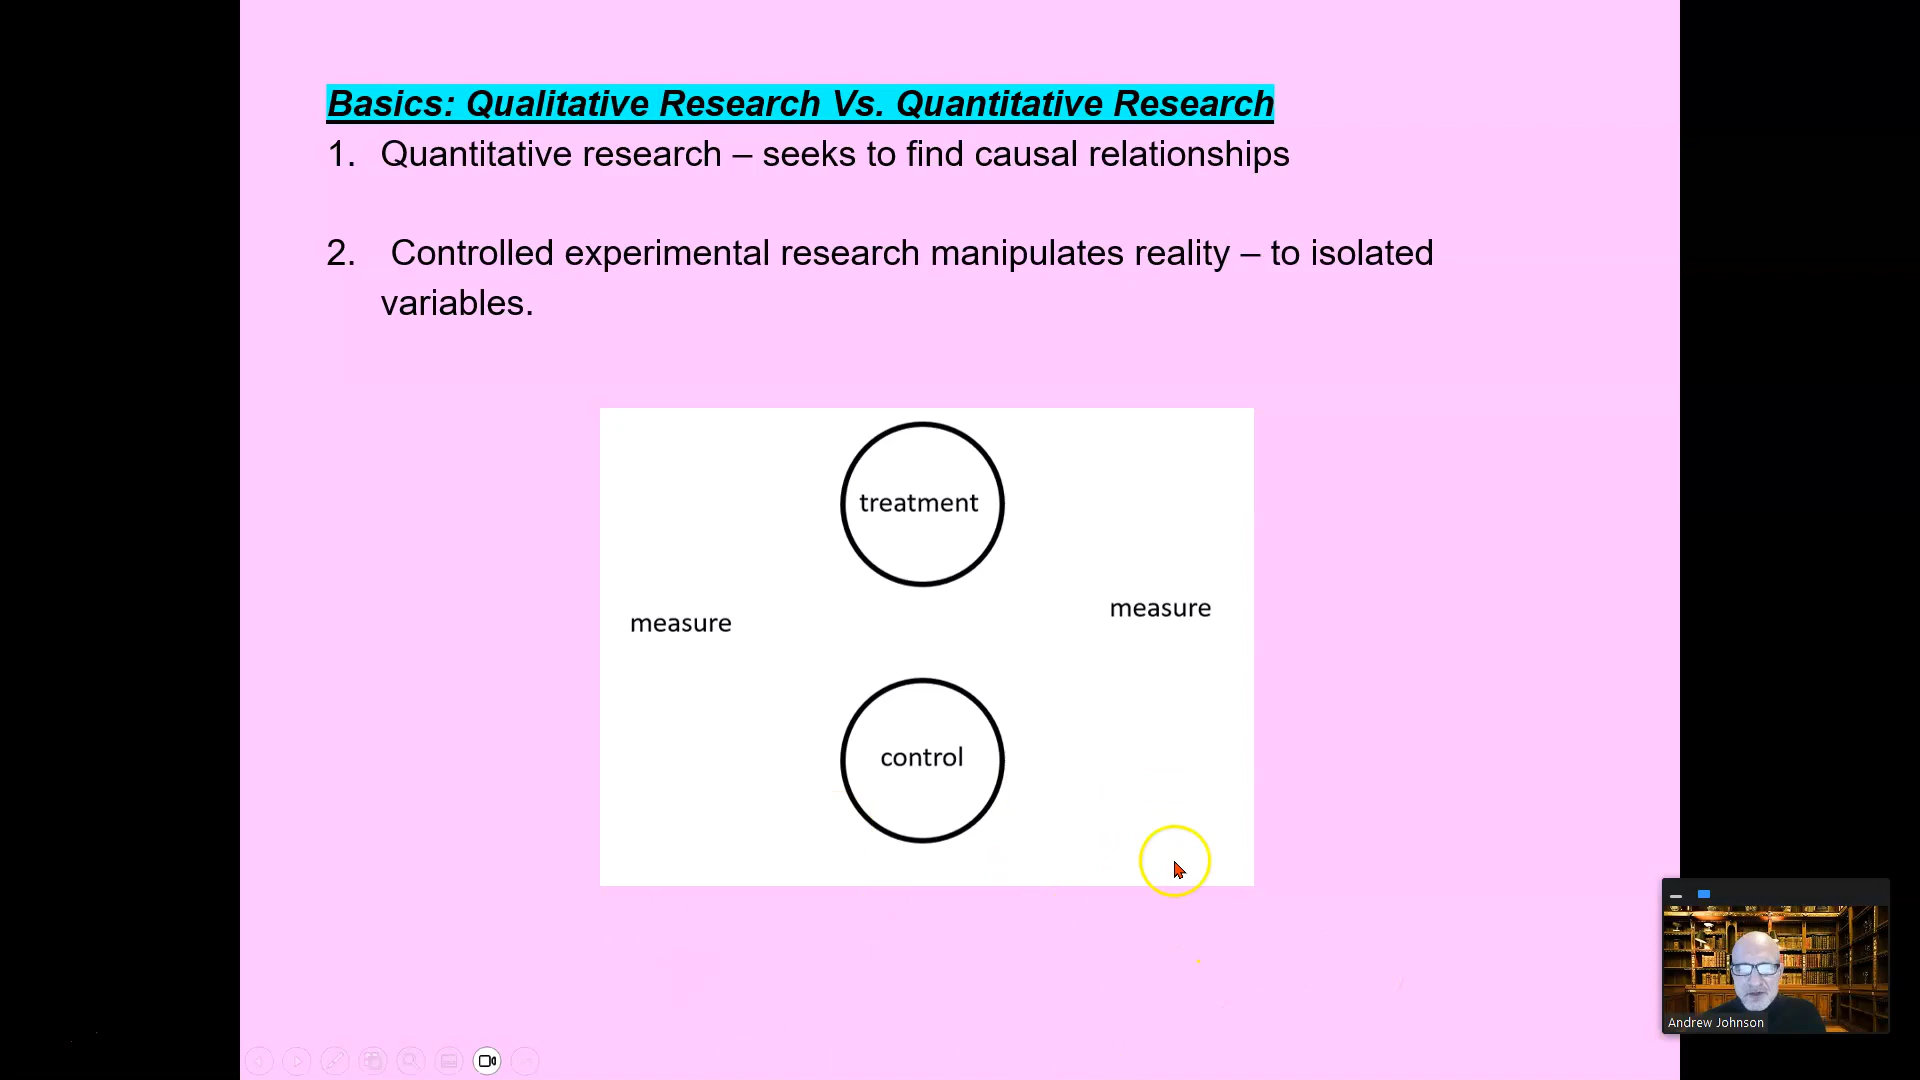 Basics: Qualitative Research Vs. Quantitative Research
1. Quantitative research – seeks to find causal relationships
2. Controlled experimental research manipulates reality – to isolated
variables.
treatment
measure
measure
control
Andrew Johnson